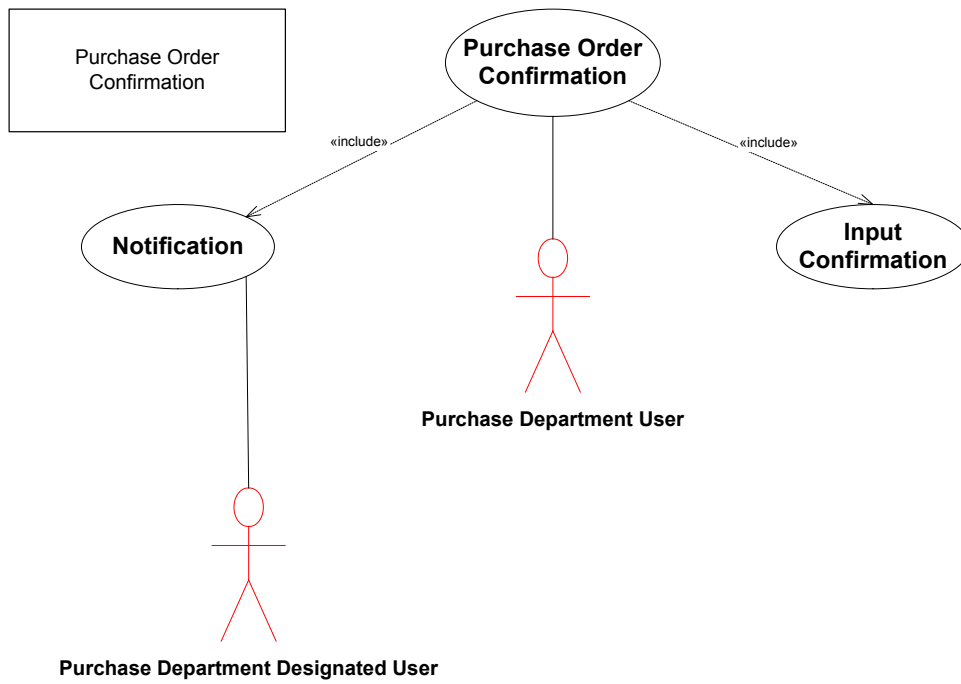 Purchase Order
Confirmation
Purchase Order
Confirmation
«include»
«include»
Notification
Input
Confirmation
Purchase Department User
Purchase Department Designated User